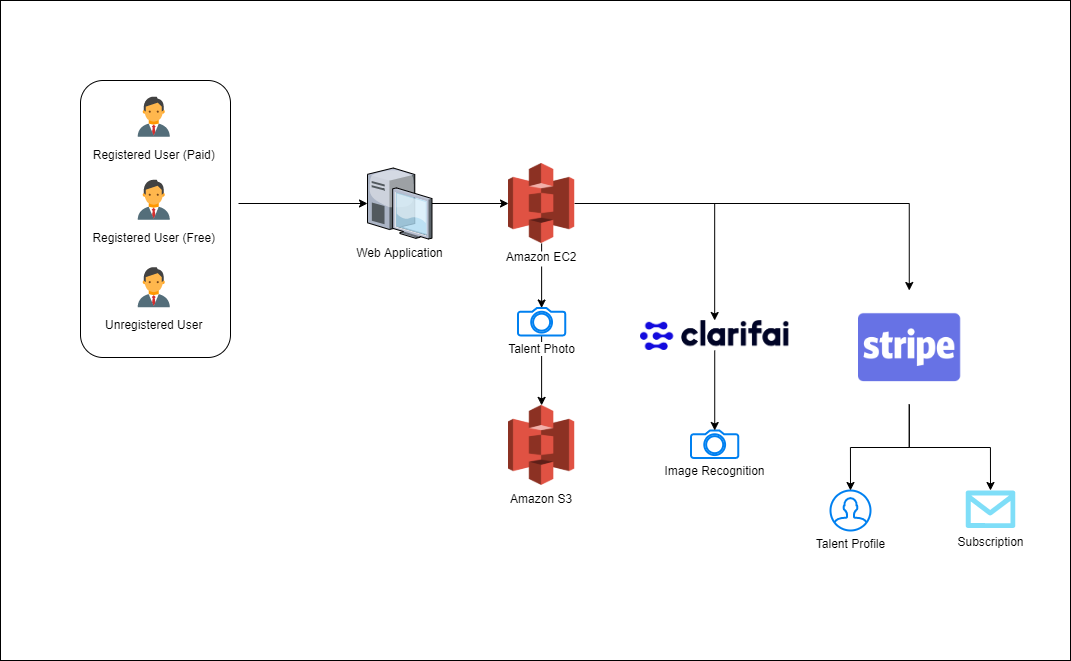 Registered User (Paid)
Registered User (Free)
Unregistered User
Web Application
Amazon EC2
Talent Photo
Amazon S3
clarifai
Image Recognition
stripe
Talent Profile
Subscription